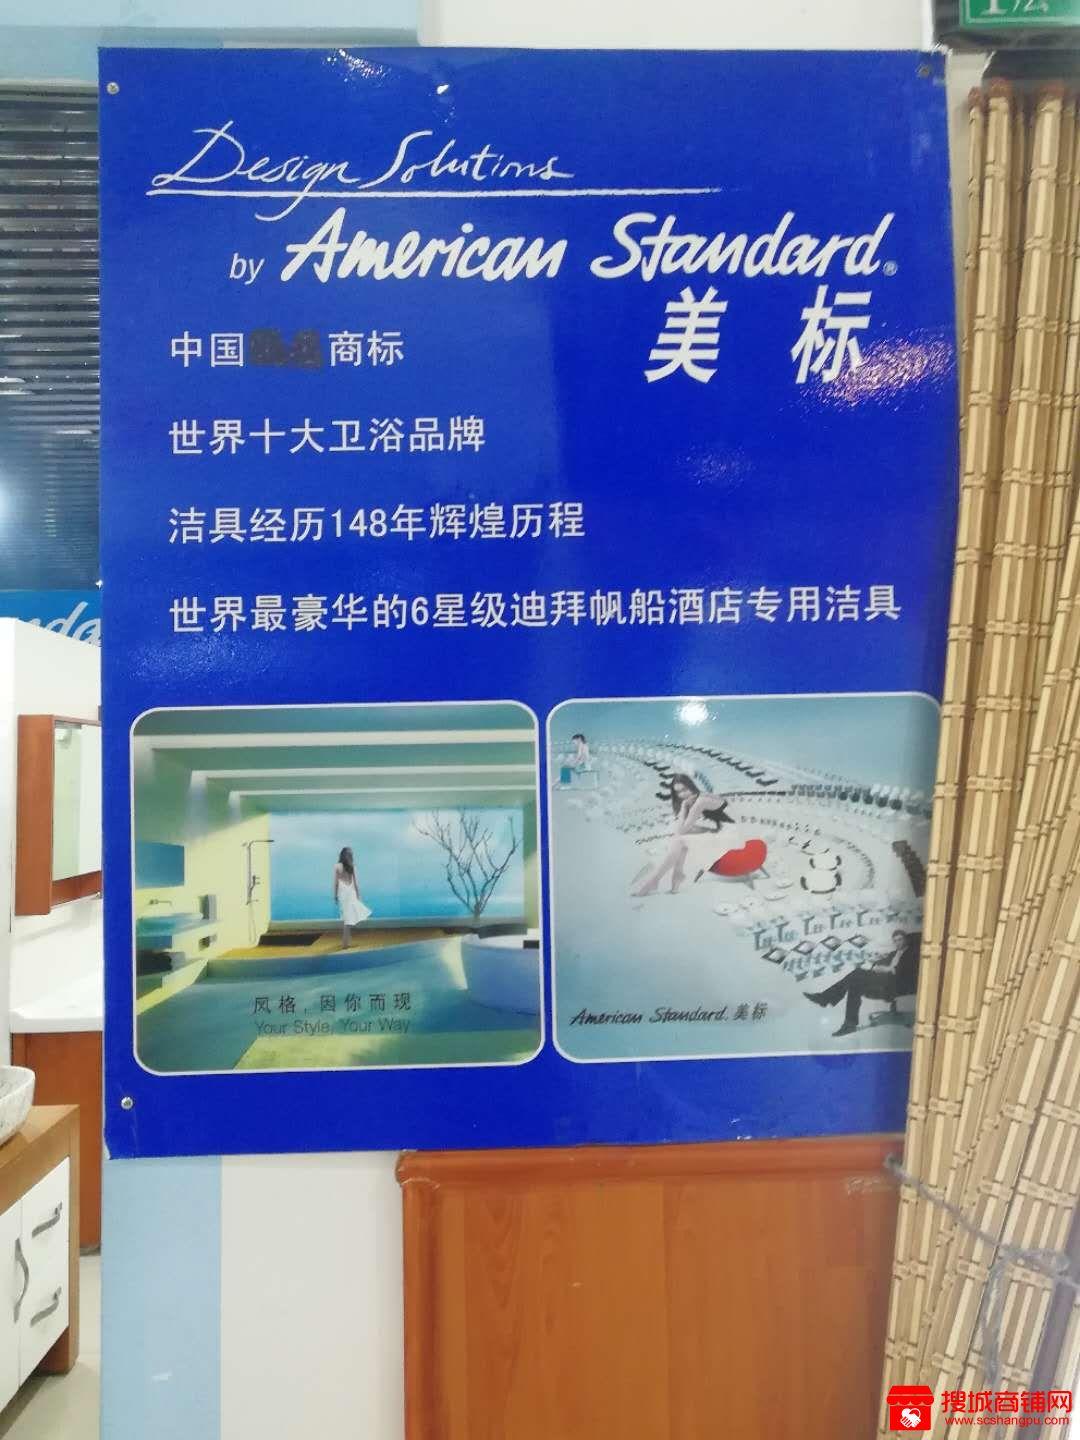 Design Solutions
by American Standard®
美标
中国 商标
世界十大卫浴品牌
洁具经历148年辉煌历程
世界最豪华的6星级迪拜帆船酒店专用洁具
风格，因你而现
Your Style, Your Way
American Standard. 美标
搜城商铺网
www.scshangpu.com